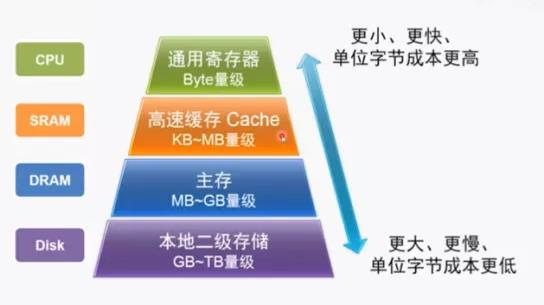 CPU
通用寄存器
Byte量级
更小、更快、
单位字节成本更高
SRAM
高速缓存 Cache
KB~MB量级
DRAM
主存
MB~GB量级
Disk
本地二级存储
GB~TB量级
更大、更慢、
单位字节成本更低